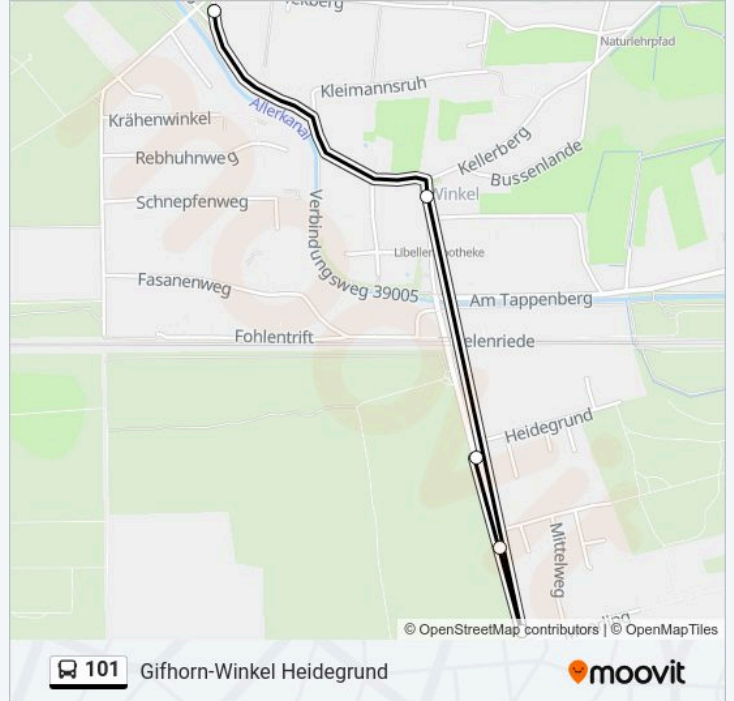 Naturlehrpfad
Kleimannsruh
Allerkanal
Krähenwinkel
Kellerberg
Rebhuhnweg
Bussenlande
Schnepfenweg
Winkel
Verbindungsweg 39005
Fasanenweg
Am Tappenberg
Fohlentrift
elenriede
Heidegrund
Mittelweg
© OpenStreetMap contributors | © OpenMapTiles
101 Gifhorn-Winkel Heidegrund
moovit